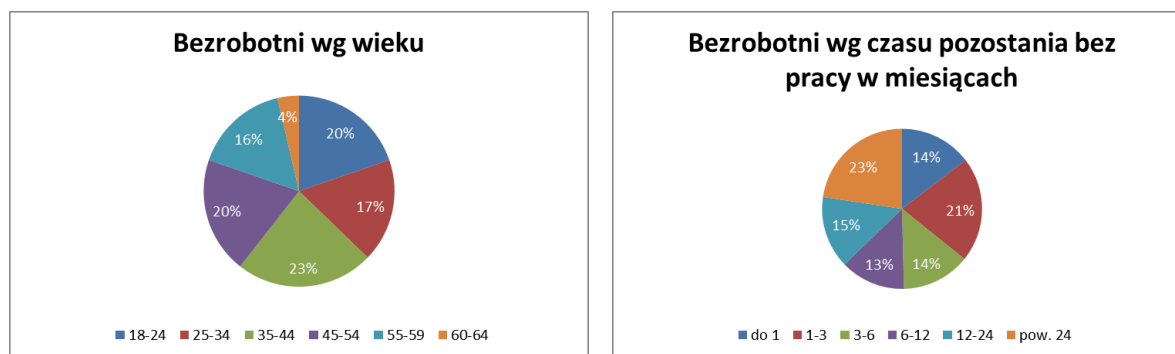 Bezrobotni wg wieku
4%
20%
16%
17%
20%
23%
18-24 25-34 35-44 45-54 55-59 60-64
Bezrobotni wg czasu pozostania bez
pracy w miesiącach
14%
23%
21%
15%
13%
14%
do 1 1-3 3-6 6-12 12-24 pow. 24